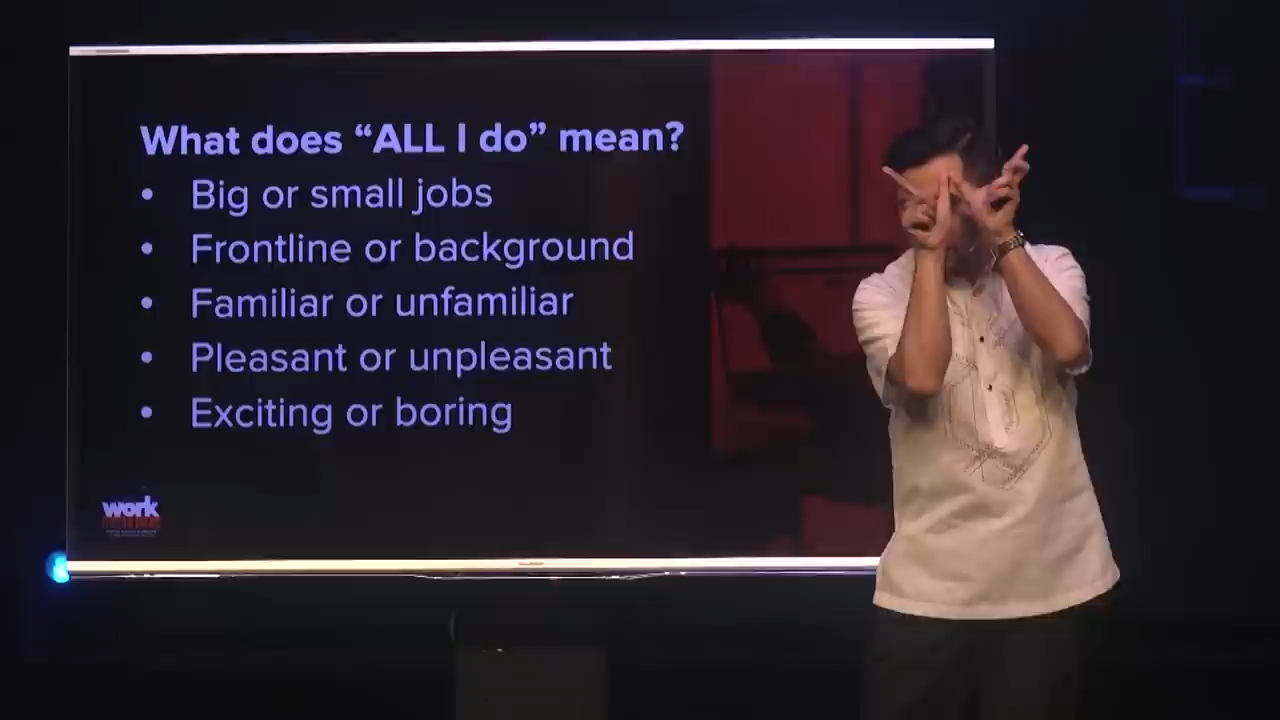 What does “ALL I do” mean?
• Big or small jobs
• Frontline or background
• Familiar or unfamiliar
• Pleasant or unpleasant
• Exciting or boring
work